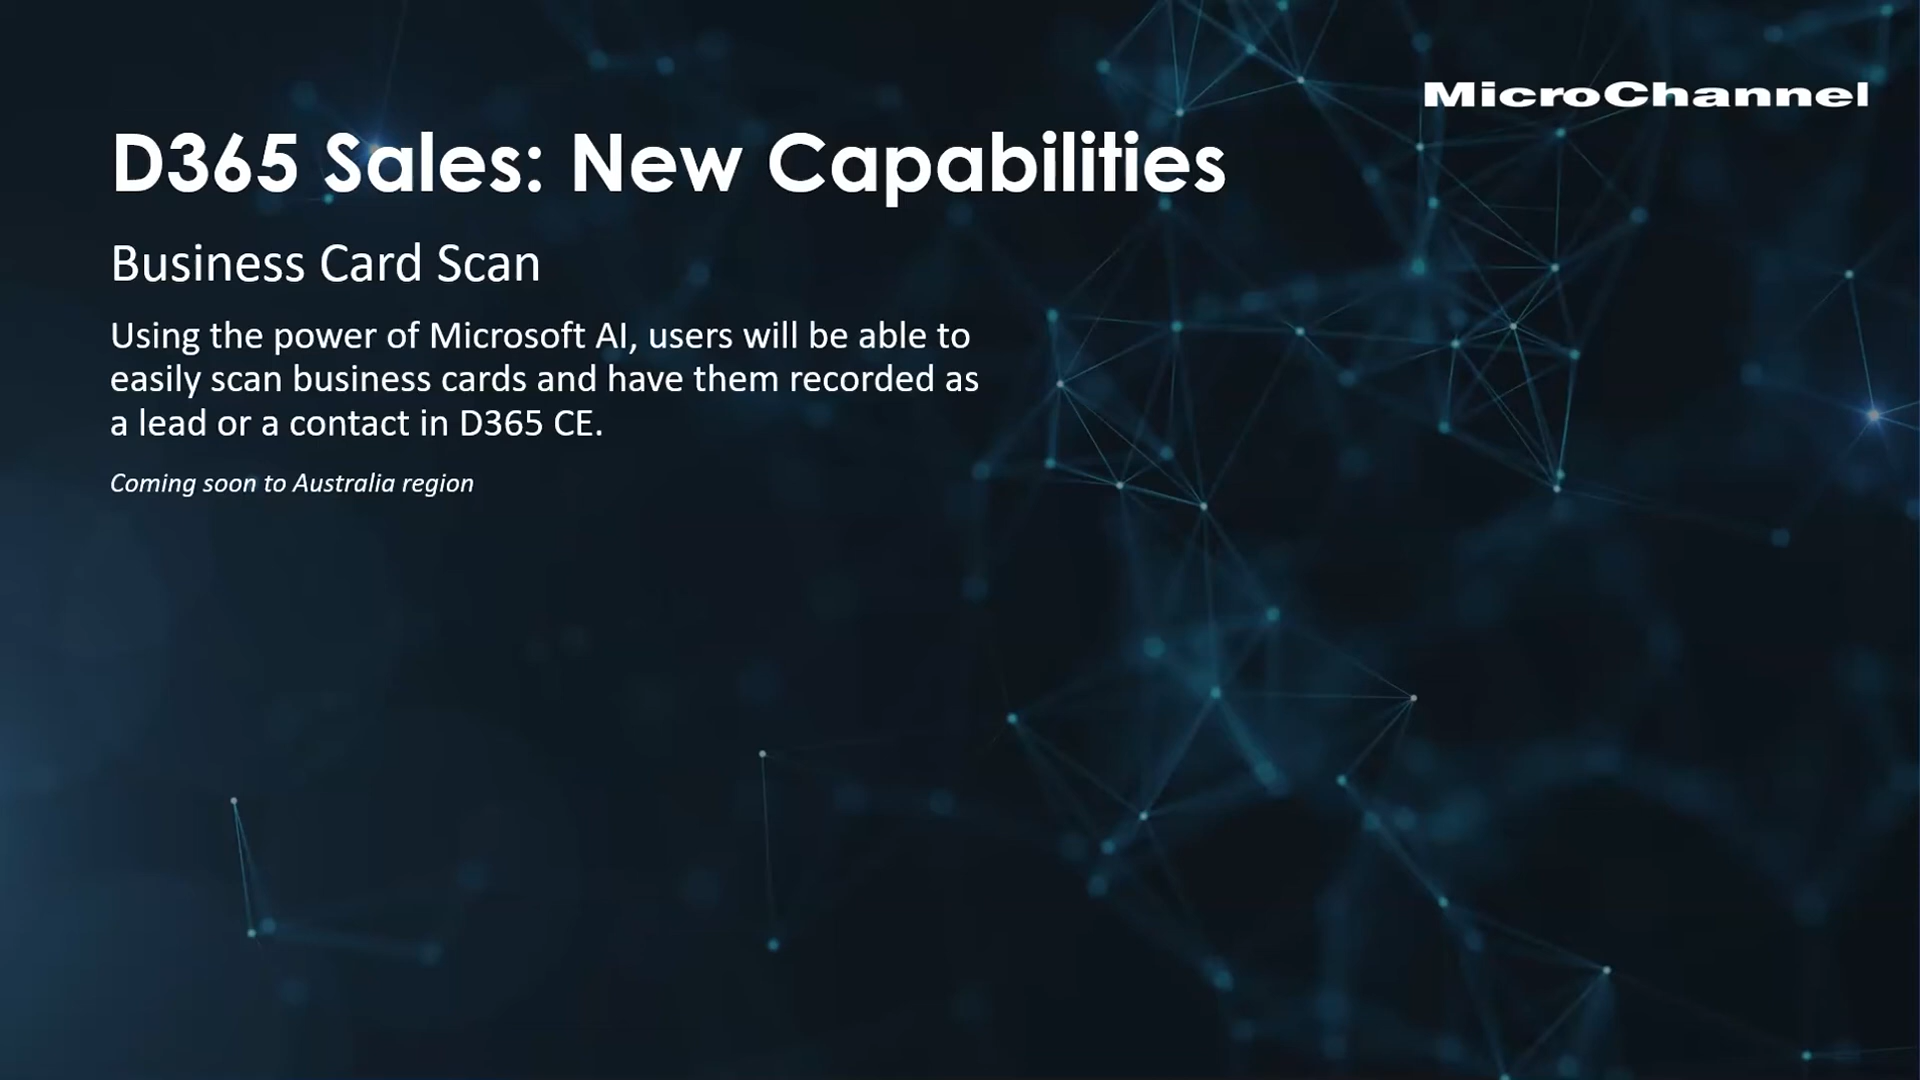 MicroChannel
D365 Sales: New Capabilities
Business Card Scan
Using the power of Microsoft AI, users will be able to
easily scan business cards and have them recorded as
a lead or a contact in D365 CE.
Coming soon to Australia region